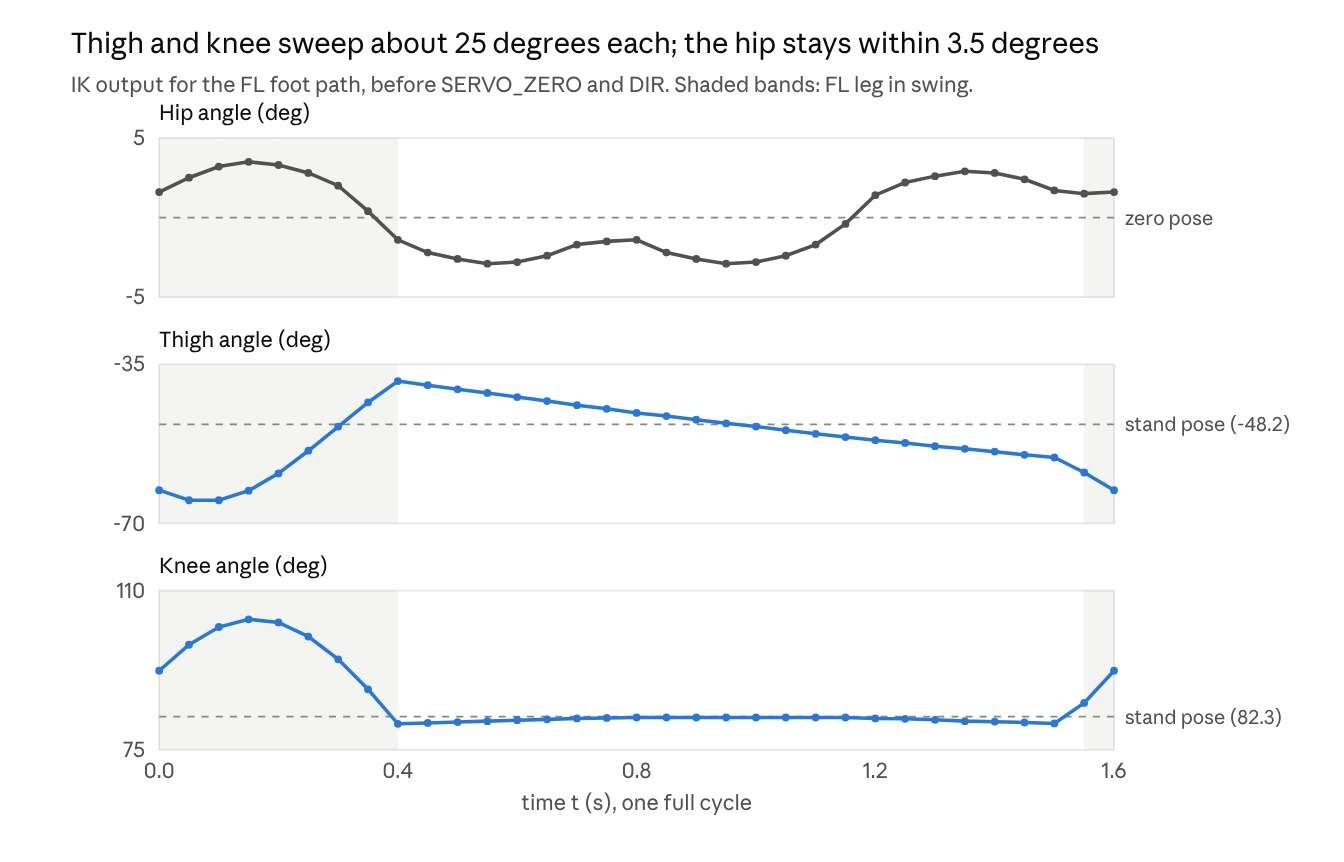 Thigh and knee sweep about 25 degrees each; the hip stays within 3.5 degrees
IK output for the FL foot path, before SERVO_ZERO and DIR. Shaded bands: FL leg in swing.
Hip angle (deg)
5
zero pose
-5
Thigh angle (deg)
-35
stand pose (-48.2)
-70
Knee angle (deg)
110
stand pose (82.3)
75
0.0 0.4 0.8 1.2 1.6
time t (s), one full cycle